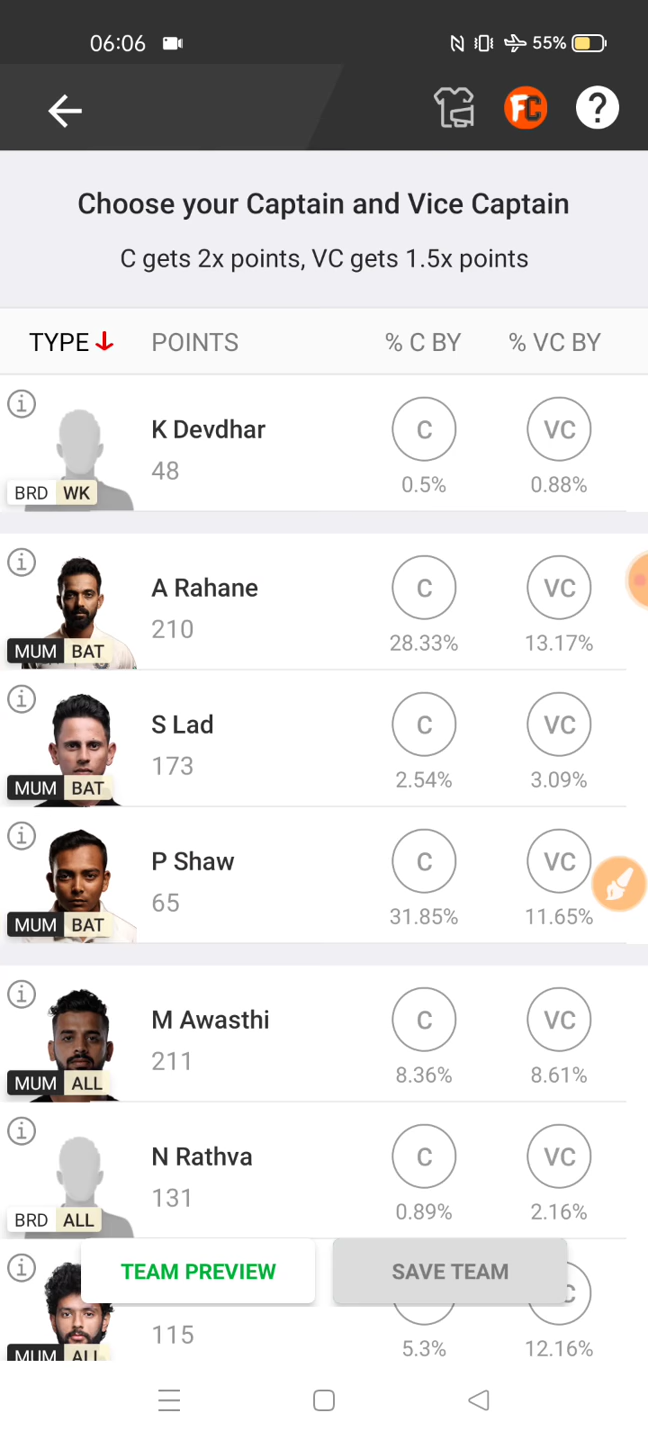 06:06 55%
FC ?
Choose your Captain and Vice Captain
C gets 2x points, VC gets 1.5x points
TYPE POINTS % C BY % VC BY
K Devdhar C VC
48 0.5% 0.88%
BRD WK
A Rahane C VC
210 28.33% 13.17%
MUM BAT
S Lad C VC
173 2.54% 3.09%
MUM BAT
P Shaw C VC
65 31.85% 11.65%
MUM BAT
M Awasthi C VC
211 8.36% 8.61%
MUM ALL
N Rathva C VC
131 0.89% 2.16%
BRD ALL
TEAM PREVIEW SAVE TEAM C
115 5.3% 12.16%
MUM ALL